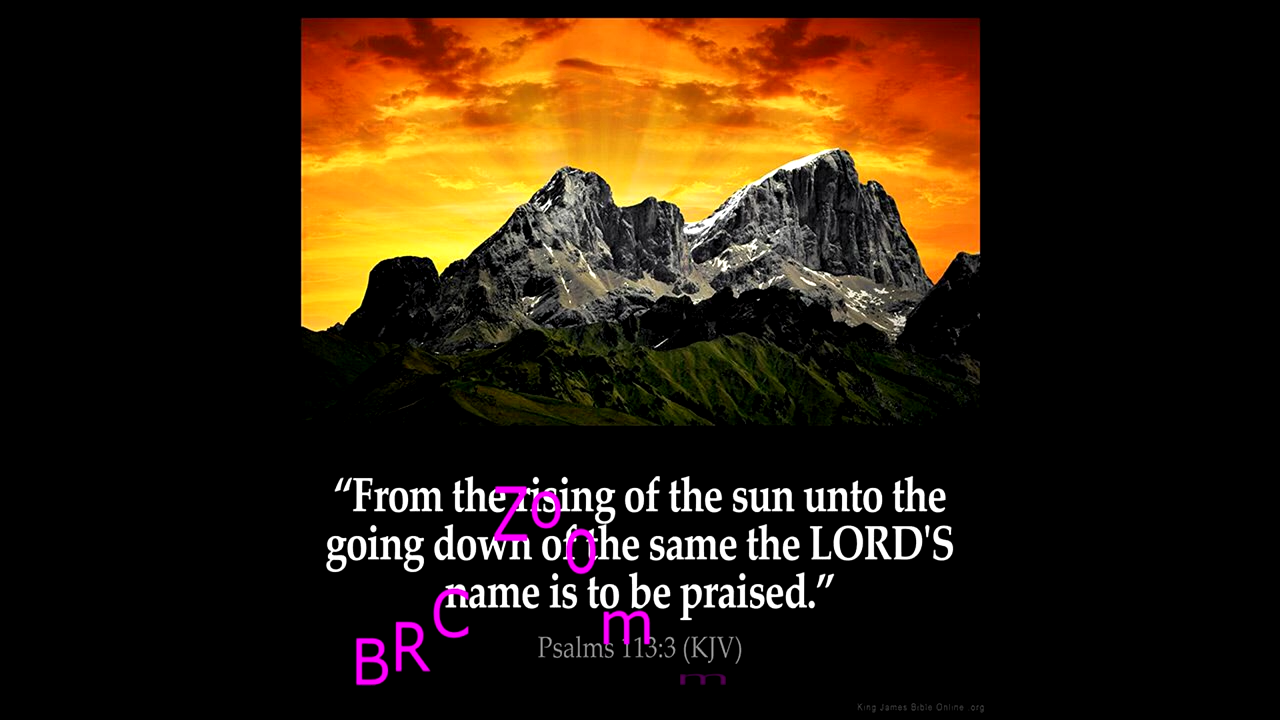 “From the rising of the sun unto the
going down of the same the LORD'S
name is to be praised.”
Psalms 113:3 (KJV)
BRC Zoom
m
King James Bible Online .org